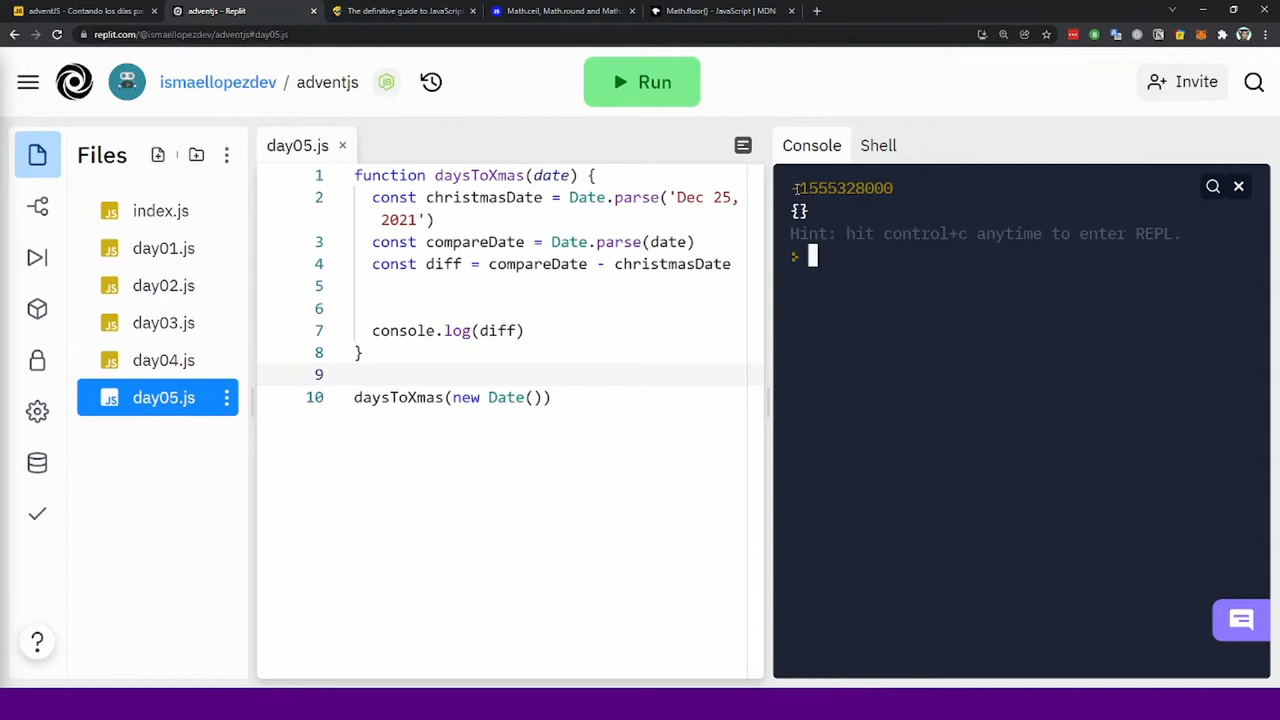 adventJS - Contando los días pa
adventjs - Replit
The definitive guide to JavaScript
Math.ceil, Math.round and Math
Math.floor() - JavaScript | MDN
replit.com/@ismaellopezdev/adventjs#day05.js
ismaellopezdev / adventjs
Run
Invite
Files
day05.js
Console
Shell
index.js
day01.js
day02.js
day03.js
day04.js
day05.js
1 function daysToXmas(date) {
2 const christmasDate = Date.parse('Dec 25,
2021')
3 const compareDate = Date.parse(date)
4 const diff = compareDate - christmasDate
5
6
7 console.log(diff)
8 }
9
10 daysToXmas(new Date())
-1555328000
{}
Hint: hit control+c anytime to enter REPL.
>
?